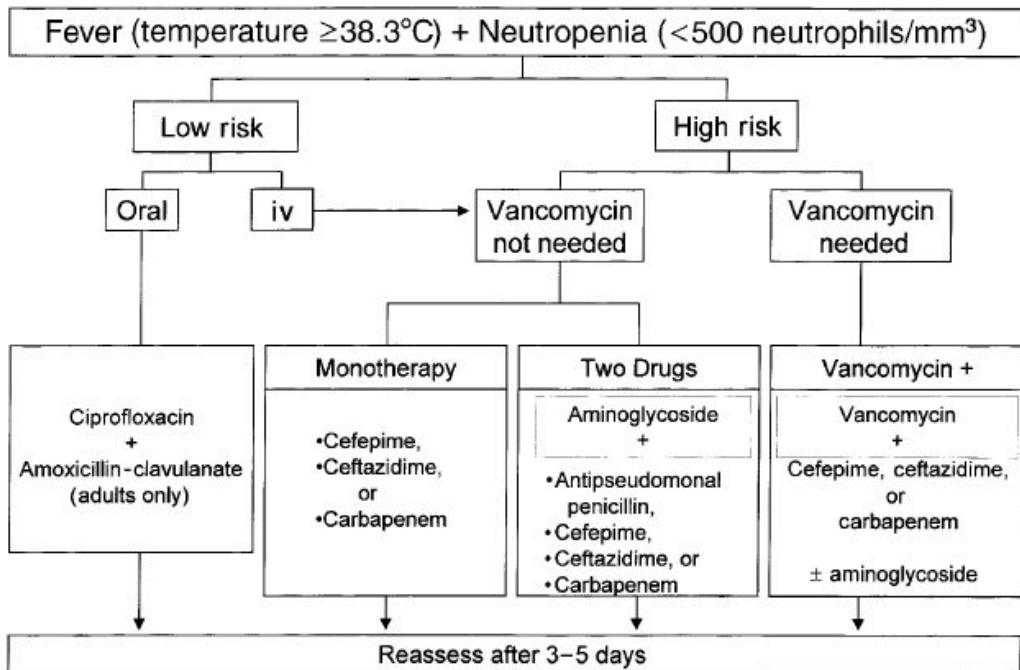 Fever (temperature ≥38.3°C) + Neutropenia (<500 neutrophils/mm³)
Low risk
High risk
Oral
iv
Vancomycin
not needed
Vancomycin
needed
Ciprofloxacin
+
Amoxicillin-clavulanate
(adults only)
Monotherapy
•Cefepime,
•Ceftazidime,
or
•Carbapenem
Two Drugs
Aminoglycoside
+
•Antipseudomonal
penicillin,
•Cefepime,
•Ceftazidime, or
•Carbapenem
Vancomycin +
Vancomycin
+
Cefepime, ceftazidime,
or
carbapenem
± aminoglycoside
Reassess after 3–5 days